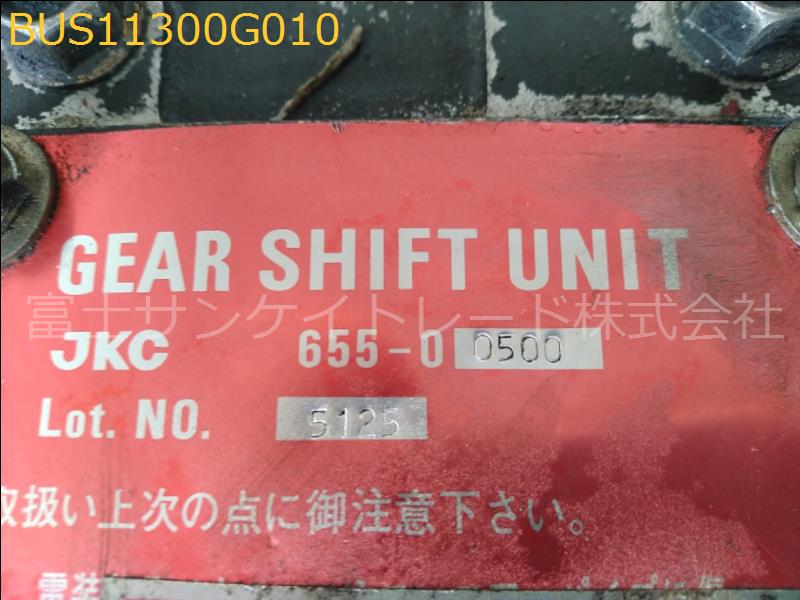 BUS11300G010
GEAR SHIFT UNIT
富士サンケイトレード株式会社
JKC 655-0 0500
Lot. NO. 5125
取扱い上次の点に御注意下さい。
電装